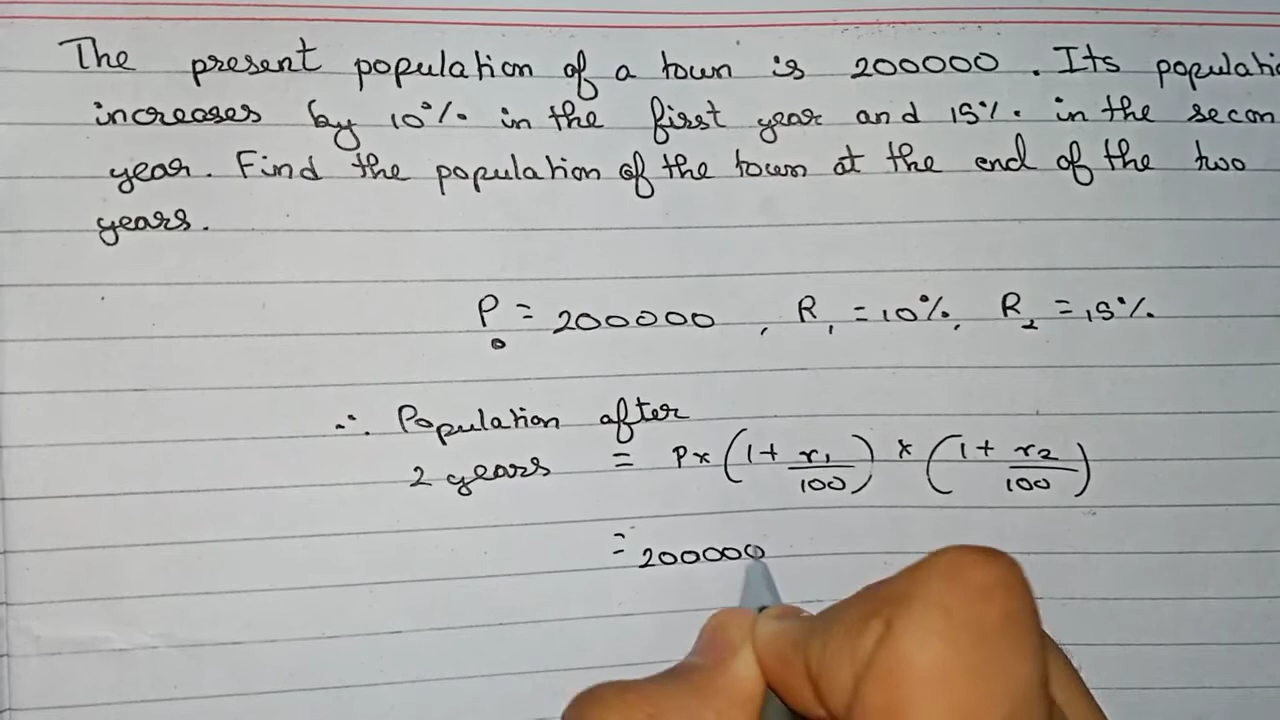 The present population of a town is 200000. Its populati
increases by 10% in the first year and 15% in the secon
year. Find the population of the town at the end of the two
years.
P = 200000, R1 = 10%, R2 = 15%
∴ Population after
2 years = P× (1 + r1/100) × (1 + r2/100)
= 200000